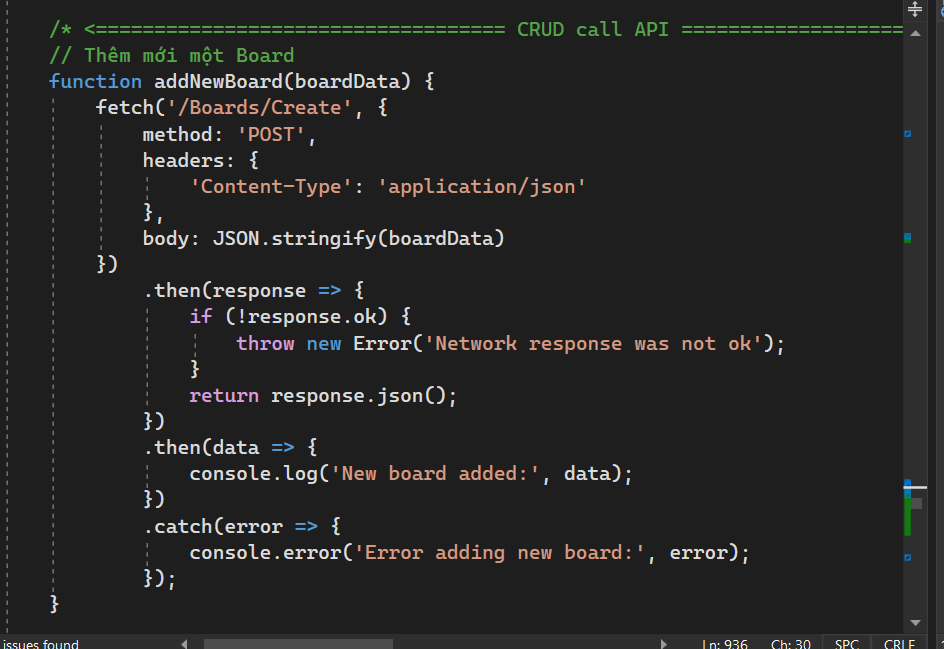 /* <=================================== CRUD call API ===================
// Thêm mới một Board
function addNewBoard(boardData) {
    fetch('/Boards/Create', {
        method: 'POST',
        headers: {
            'Content-Type': 'application/json'
        },
        body: JSON.stringify(boardData)
    })
        .then(response => {
            if (!response.ok) {
                throw new Error('Network response was not ok');
            }
            return response.json();
        })
        .then(data => {
            console.log('New board added:', data);
        })
        .catch(error => {
            console.error('Error adding new board:', error);
        });
}
issues found Ln: 936 Ch: 30 SPC CRLF